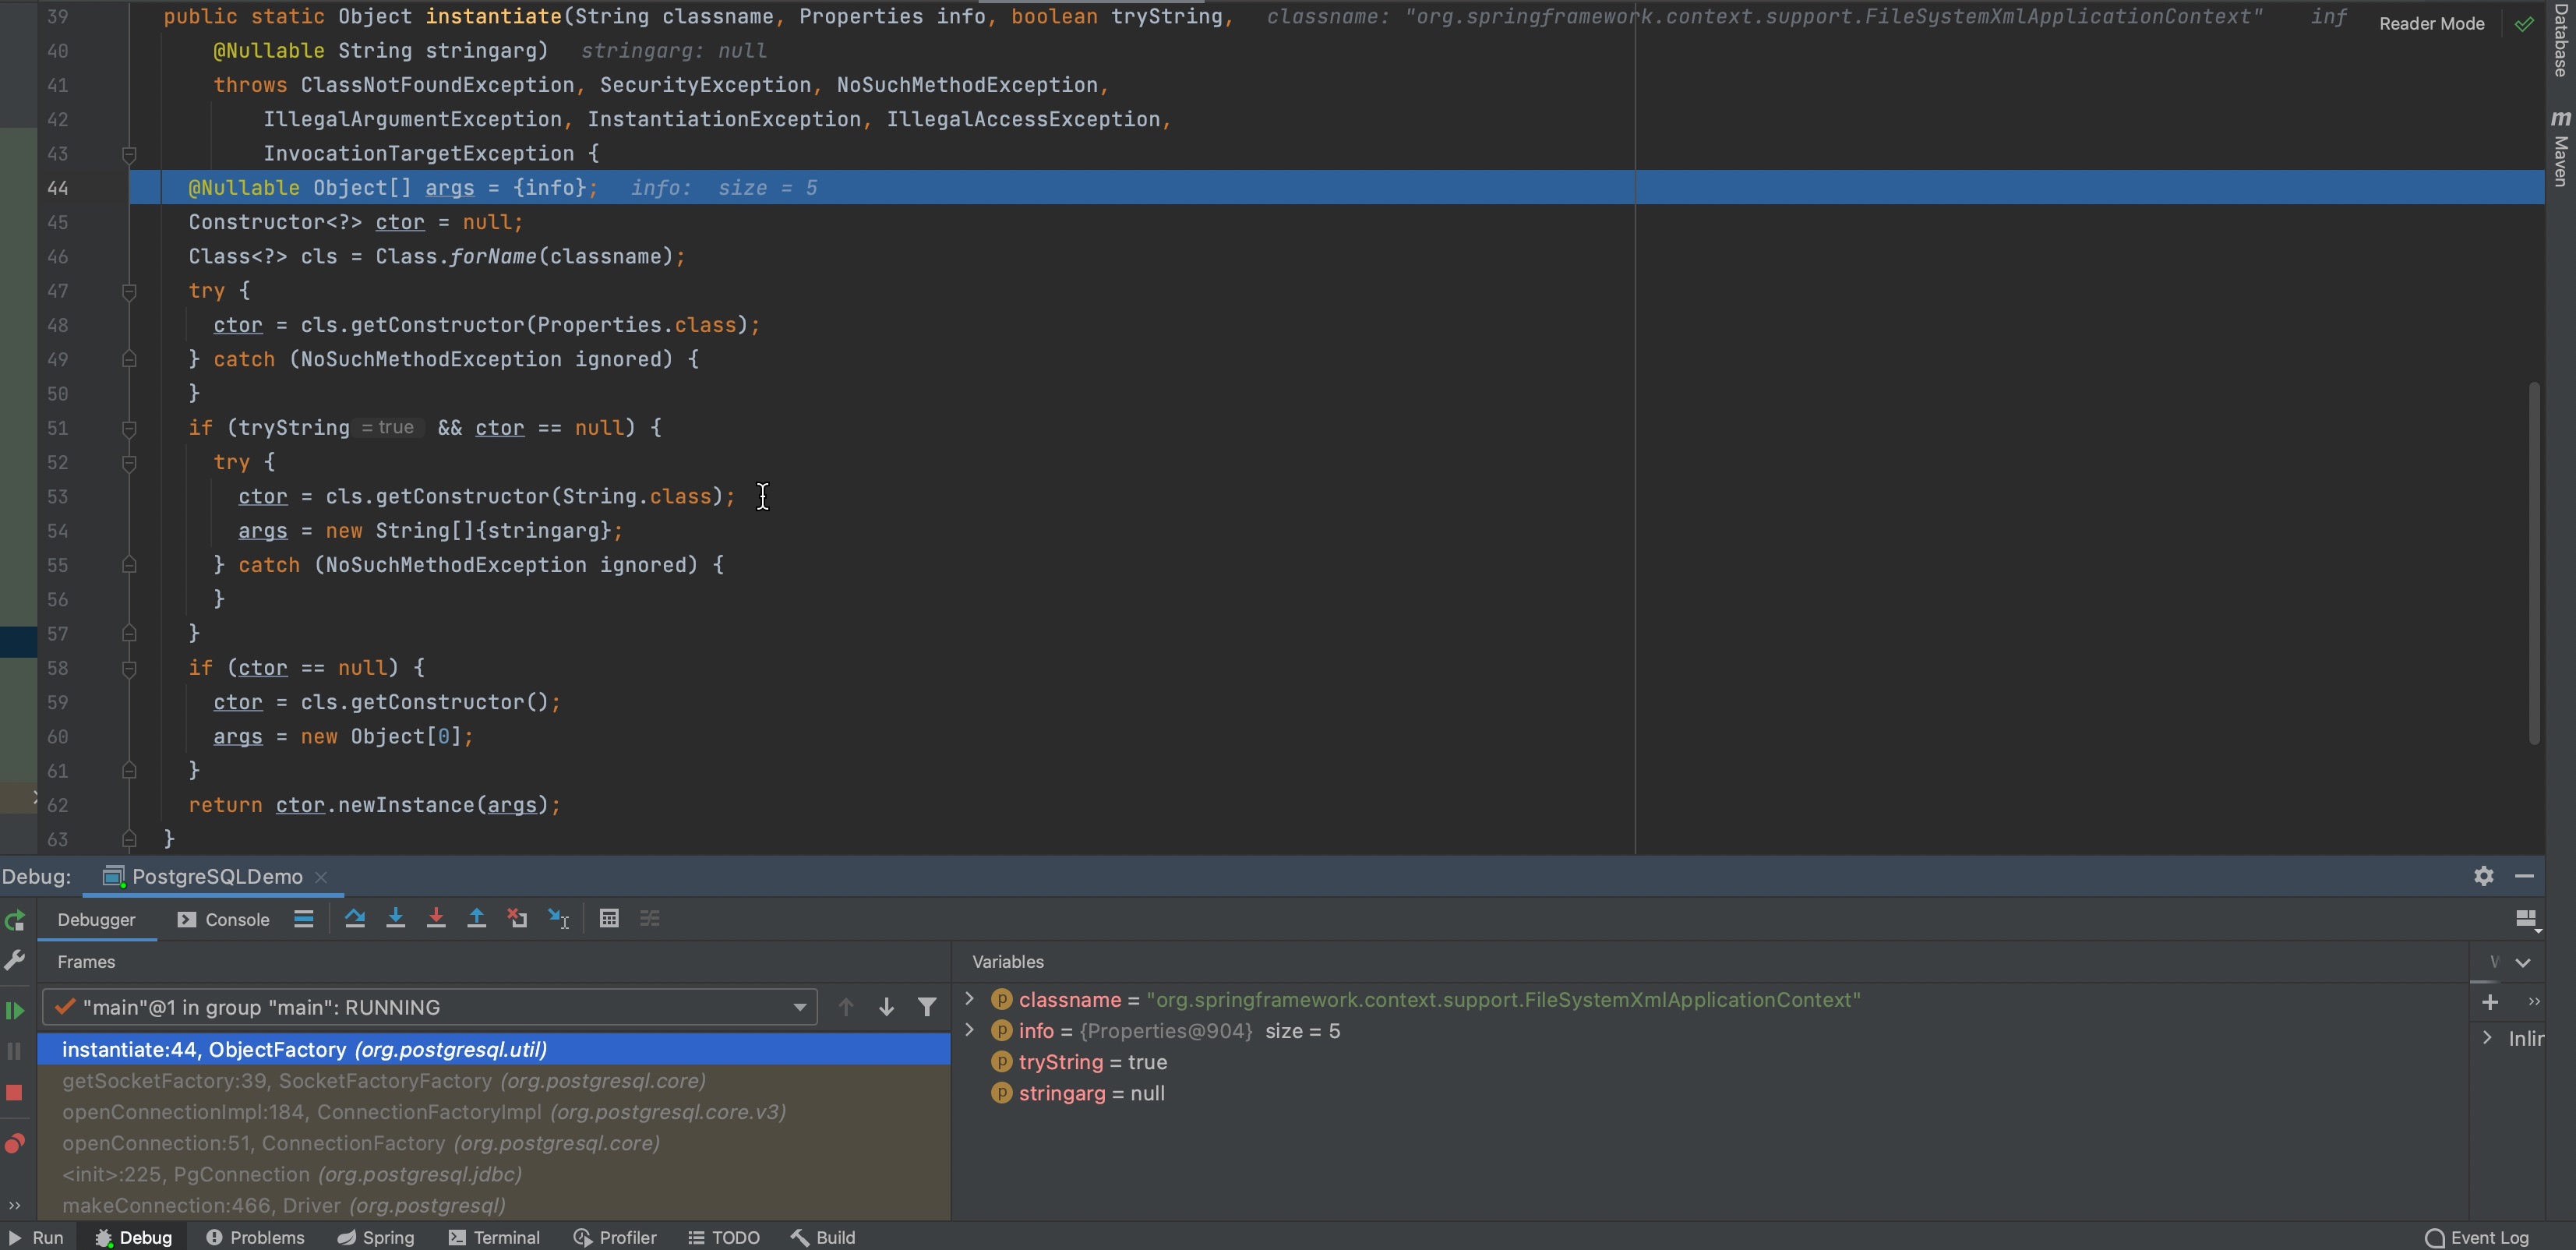 39 public static Object instantiate(String classname, Properties info, boolean tryString, classname: "org.springframework.context.support.FileSystemXmlApplicationContext" inf Reader Mode
40 @Nullable String stringarg) stringarg: null
41 throws ClassNotFoundException, SecurityException, NoSuchMethodException,
42 IllegalArgumentException, InstantiationException, IllegalAccessException,
43 InvocationTargetException {
44 @Nullable Object[] args = {info}; info: size = 5
45 Constructor<?> ctor = null;
46 Class<?> cls = Class.forName(classname);
47 try {
48 ctor = cls.getConstructor(Properties.class);
49 } catch (NoSuchMethodException ignored) {
50 }
51 if (tryString = true && ctor == null) {
52 try {
53 ctor = cls.getConstructor(String.class);
54 args = new String[]{stringarg};
55 } catch (NoSuchMethodException ignored) {
56 }
57 }
58 if (ctor == null) {
59 ctor = cls.getConstructor();
60 args = new Object[0];
61 }
62 return ctor.newInstance(args);
63 }
Database
m Maven
Debug: PostgreSQLDemo
Debugger Console
Frames
"main"@1 in group "main": RUNNING
instantiate:44, ObjectFactory (org.postgresql.util)
getSocketFactory:39, SocketFactoryFactory (org.postgresql.core)
openConnectionImpl:184, ConnectionFactoryImpl (org.postgresql.core.v3)
openConnection:51, ConnectionFactory (org.postgresql.core)
<init>:225, PgConnection (org.postgresql.jdbc)
makeConnection:466, Driver (org.postgresql)
Variables
p classname = "org.springframework.context.support.FileSystemXmlApplicationContext"
p info = {Properties@904} size = 5
p tryString = true
p stringarg = null
Run Debug Problems Spring Terminal Profiler TODO Build Event Log